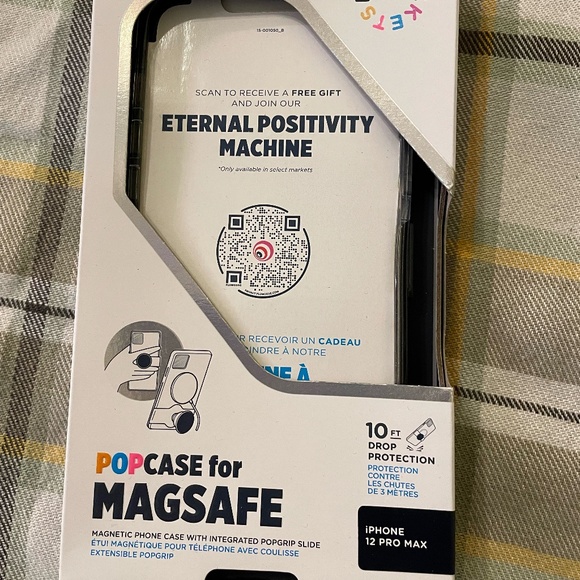 KEYS
13-001050_B
SCAN TO RECEIVE A FREE GIFT
AND JOIN OUR
ETERNAL POSITIVITY
MACHINE
*Only available in select markets
R RECEVOIR UN CADEAU
INDRE À NOTRE
NE À
10 FT
DROP
PROTECTION
PROTECTION
CONTRE
LES CHUTES
DE 3 MÈTRES
POPCASE for
MAGSAFE
MAGNETIC PHONE CASE WITH INTEGRATED POPGRIP SLIDE
ÉTUI MAGNÉTIQUE POUR TÉLÉPHONE AVEC COULISSE
EXTENSIBLE POPGRIP
iPHONE
12 PRO MAX